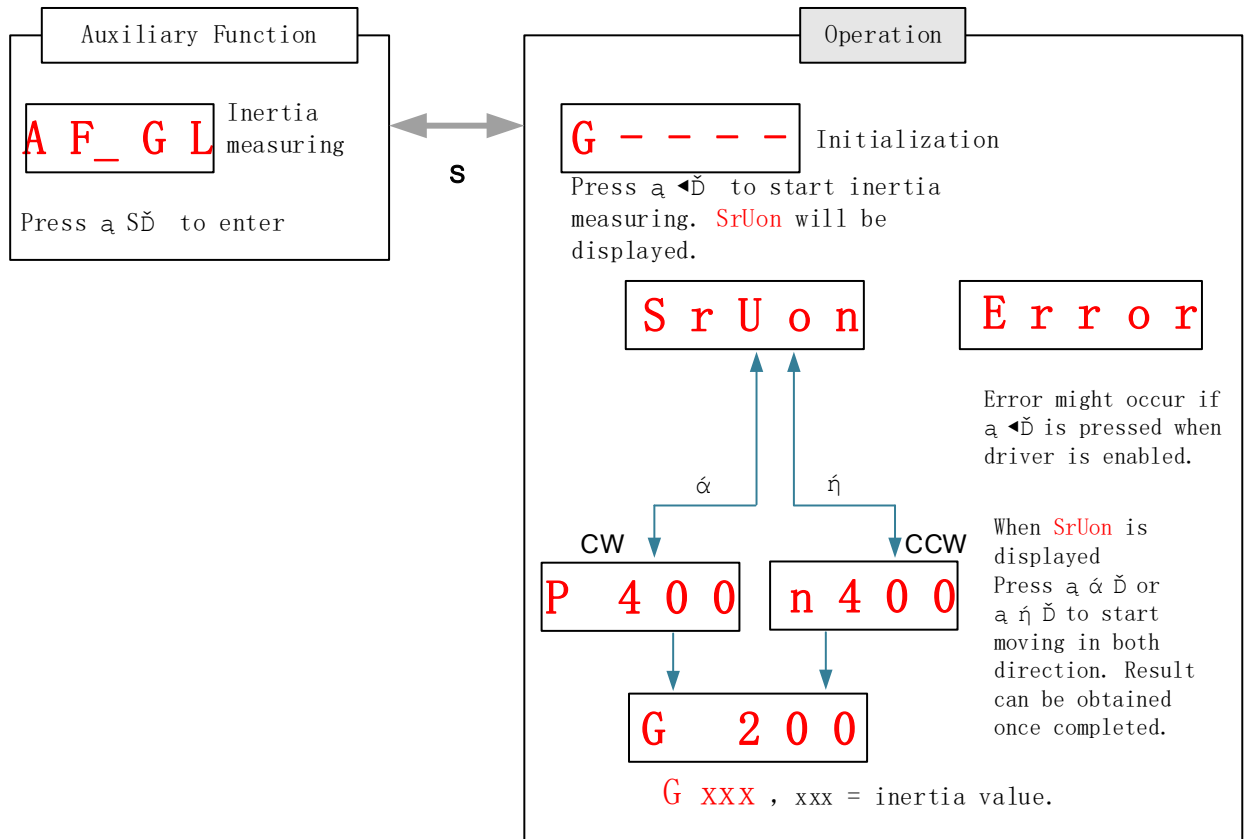 Auxiliary Function
A F_ G L
Inertia
measuring
Press ą SĎ to enter
S
Operation
G - - - -
Initialization
Press ą ◄Ď to start inertia
measuring. SrUon will be
displayed.
S r U o n
E r r o r
Error might occur if
ą ◄Ď is pressed when
driver is enabled.
ά
ή
CW
CCW
P 4 0 0
n 4 0 0
When SrUon is
displayed
Press ą ά Ď or
ą ή Ď to start
moving in both
direction. Result
can be obtained
once completed.
G 2 0 0
G xxx , xxx = inertia value.